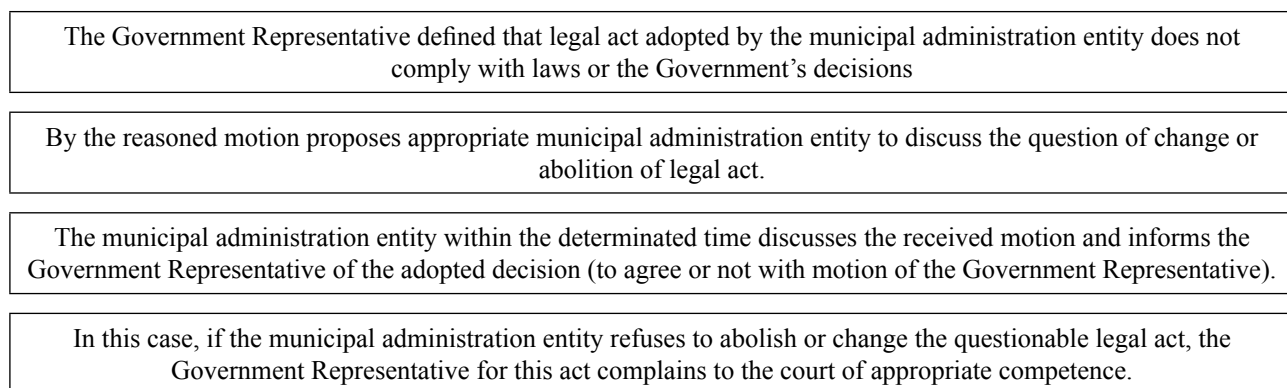 The Government Representative defined that legal act adopted by the municipal administration entity does not
comply with laws or the Government’s decisions
By the reasoned motion proposes appropriate municipal administration entity to discuss the question of change or
abolition of legal act.
The municipal administration entity within the determinated time discusses the received motion and informs the
Government Representative of the adopted decision (to agree or not with motion of the Government Representative).
In this case, if the municipal administration entity refuses to abolish or change the questionable legal act, the
Government Representative for this act complains to the court of appropriate competence.